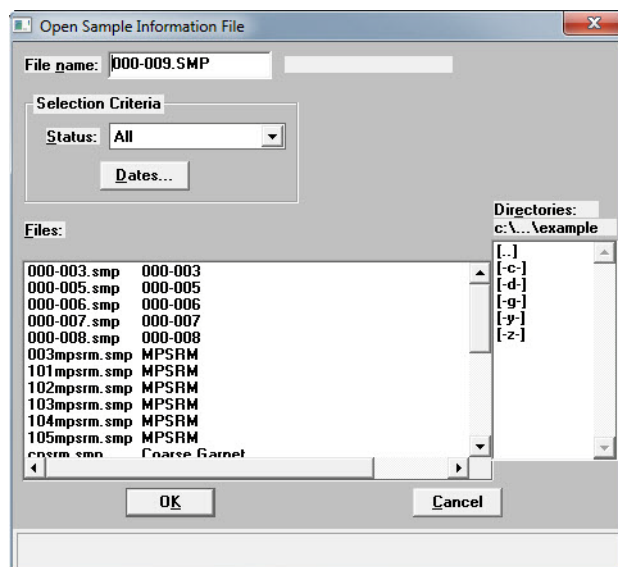 Open Sample Information File
File name: 000-009.SMP
Selection Criteria
Status: All
Dates...
Directories:
c:\...\example
Files:
000-003.smp 000-003
000-005.smp 000-005
000-006.smp 000-006
000-007.smp 000-007
000-008.smp 000-008
003mpsrm.smp MPSRM
101mpsrm.smp MPSRM
102mpsrm.smp MPSRM
103mpsrm.smp MPSRM
104mpsrm.smp MPSRM
105mpsrm.smp MPSRM
cpsrm.smp Coarse Garnet
[..]
[-c-]
[-d-]
[-g-]
[-y-]
[-z-]
OK
Cancel